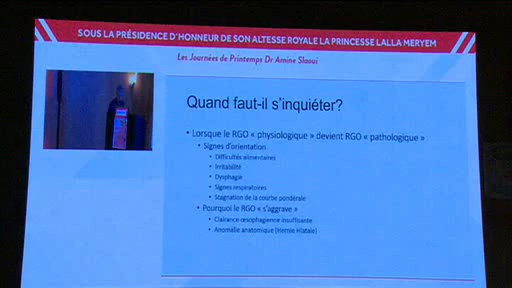 SOUS LA PRÉSIDENCE D'HONNEUR DE SON ALTESSE ROYALE LA PRINCESSE LALLA MERYEM
Les Journées de Printemps Dr Amine Slaoui
Quand faut-il s'inquiéter?
• Lorsque le RGO « physiologique » devient RGO « pathologique »
• Signes d'orientation
• Difficultés alimentaires
• Irritabilité
• Dysphagie
• Signes respiratoires
• Stagnation de la courbe pondérale
• Pourquoi le RGO « s'aggrave »
• Clairance œsophagienne insuffisante
• Anomalie anatomique (Hernie Hiatale)